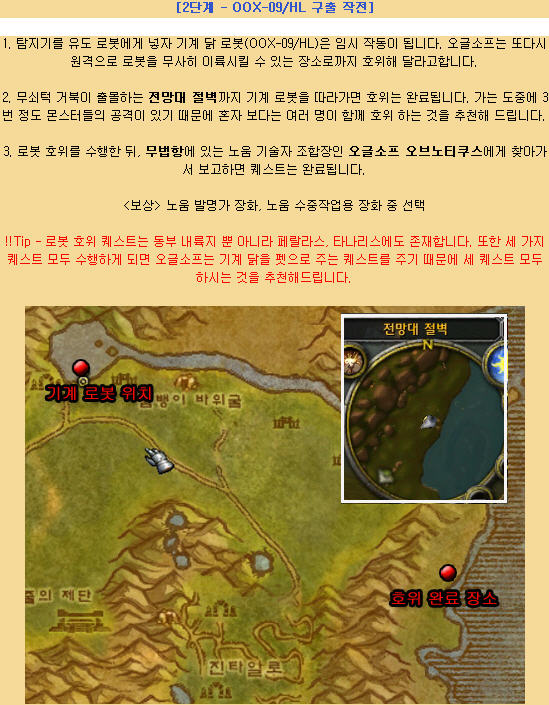 [2단계 - OOX-09/HL 구출 작전]
1. 탐지기를 유도 로봇에게 넣자 기계 닭 로봇(OOX-09/HL)은 임시 작동이 됩니다. 오글소프는 또다시
원격으로 로봇을 무사히 이륙시킬 수 있는 장소로까지 호위해 달라고합니다.
2. 무쇠턱 거북이 출몰하는 전망대 절벽까지 기계 로봇을 따라가면 호위는 완료됩니다. 가는 도중에 3
번 정도 몬스터들의 공격이 있기 때문에 혼자 보다는 여러 명이 함께 호위 하는 것을 추천해 드립니다.
3. 로봇 호위를 수행한 뒤, 무법항에 있는 노움 기술자 조합장인 오글소프 오브노티쿠스에게 찾아가
서 보고하면 퀘스트는 완료됩니다.
<보상> 노움 발명가 장화, 노움 수중작업용 장화 중 선택
!!Tip - 로봇 호위 퀘스트는 동부 내륙지 뿐 아니라 페랄라스, 타나리스에도 존재합니다. 또한 세 가지
퀘스트 모두 수행하게 되면 오글소프는 기계 닭을 펫으로 주는 퀘스트를 주기 때문에 세 퀘스트 모두
하시는 것을 추천해드립니다.
전망대 절벽
N
기계 로봇 위치
뱅이 바위굴
호위 완료 장소
의 제단
진타알로